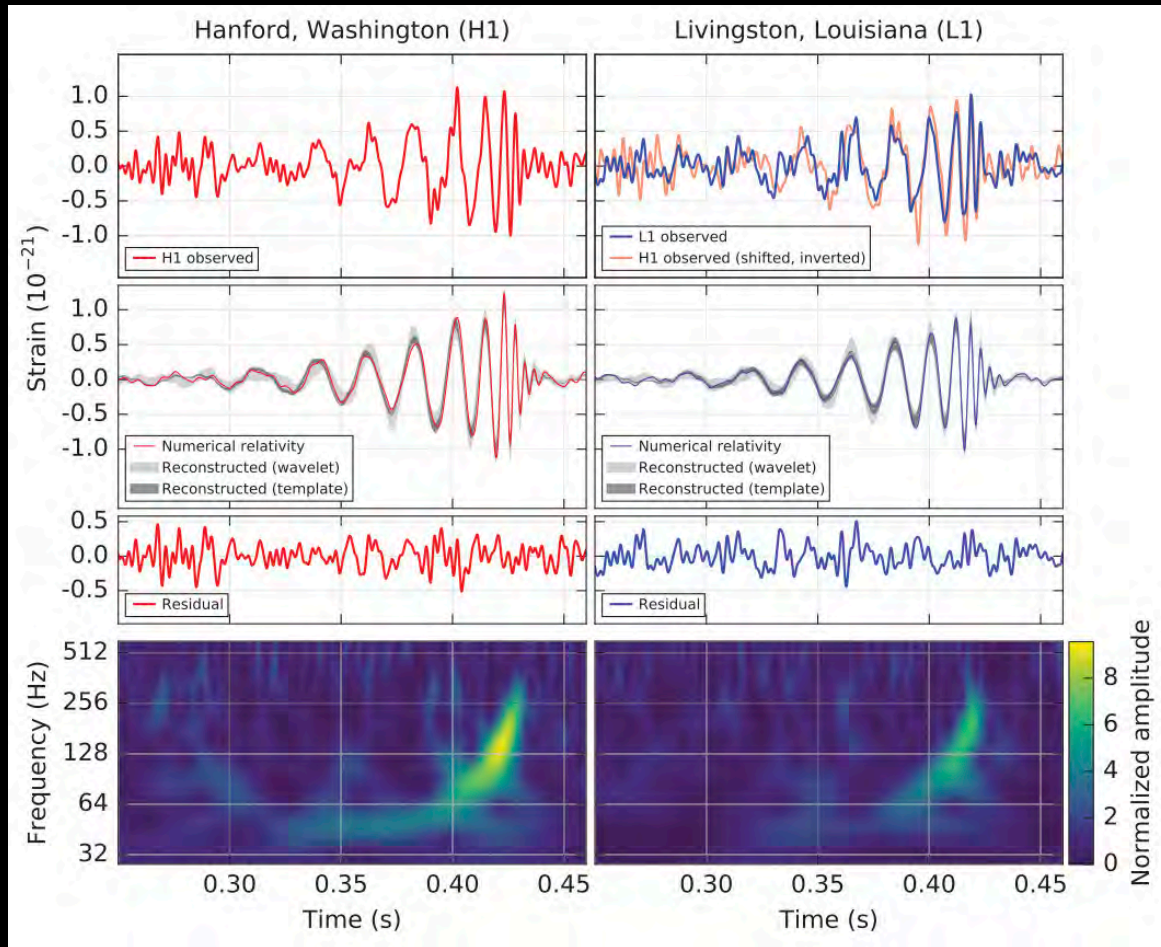 Hanford, Washington (H1)
Livingston, Louisiana (L1)
Strain (10⁻²¹)
1.0
0.5
0.0
-0.5
-1.0
H1 observed
L1 observed
H1 observed (shifted, inverted)
1.0
0.5
0.0
-0.5
-1.0
Numerical relativity
Reconstructed (wavelet)
Reconstructed (template)
Numerical relativity
Reconstructed (wavelet)
Reconstructed (template)
0.5
0.0
-0.5
Residual
Residual
Frequency (Hz)
512
256
128
64
32
Normalized amplitude
8
6
4
2
0
0.30 0.35 0.40 0.45
0.30 0.35 0.40 0.45
Time (s)
Time (s)